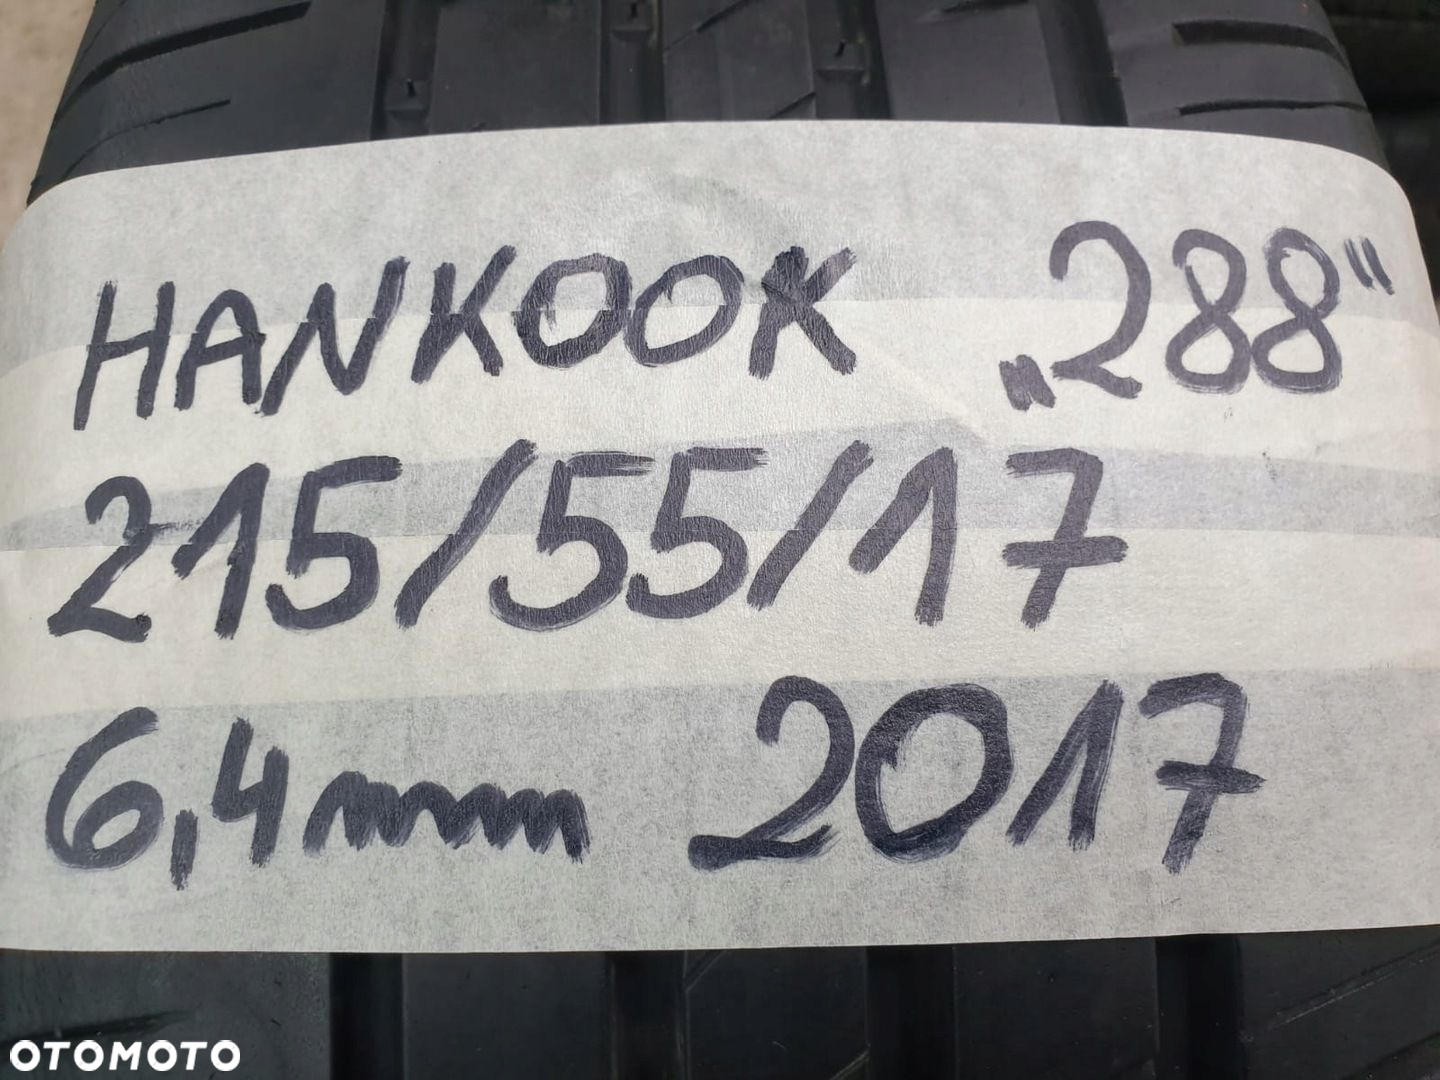 HANKOOK „288"
215/55/17
6,4mm 2017
OTOMOTO